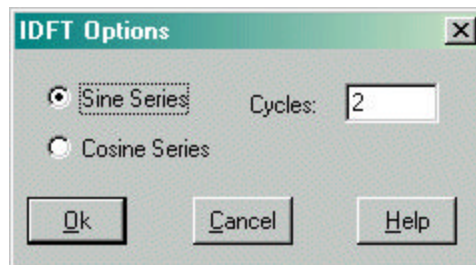 IDFT Options
Sine Series Cycles: 2
Cosine Series
Ok Cancel Help